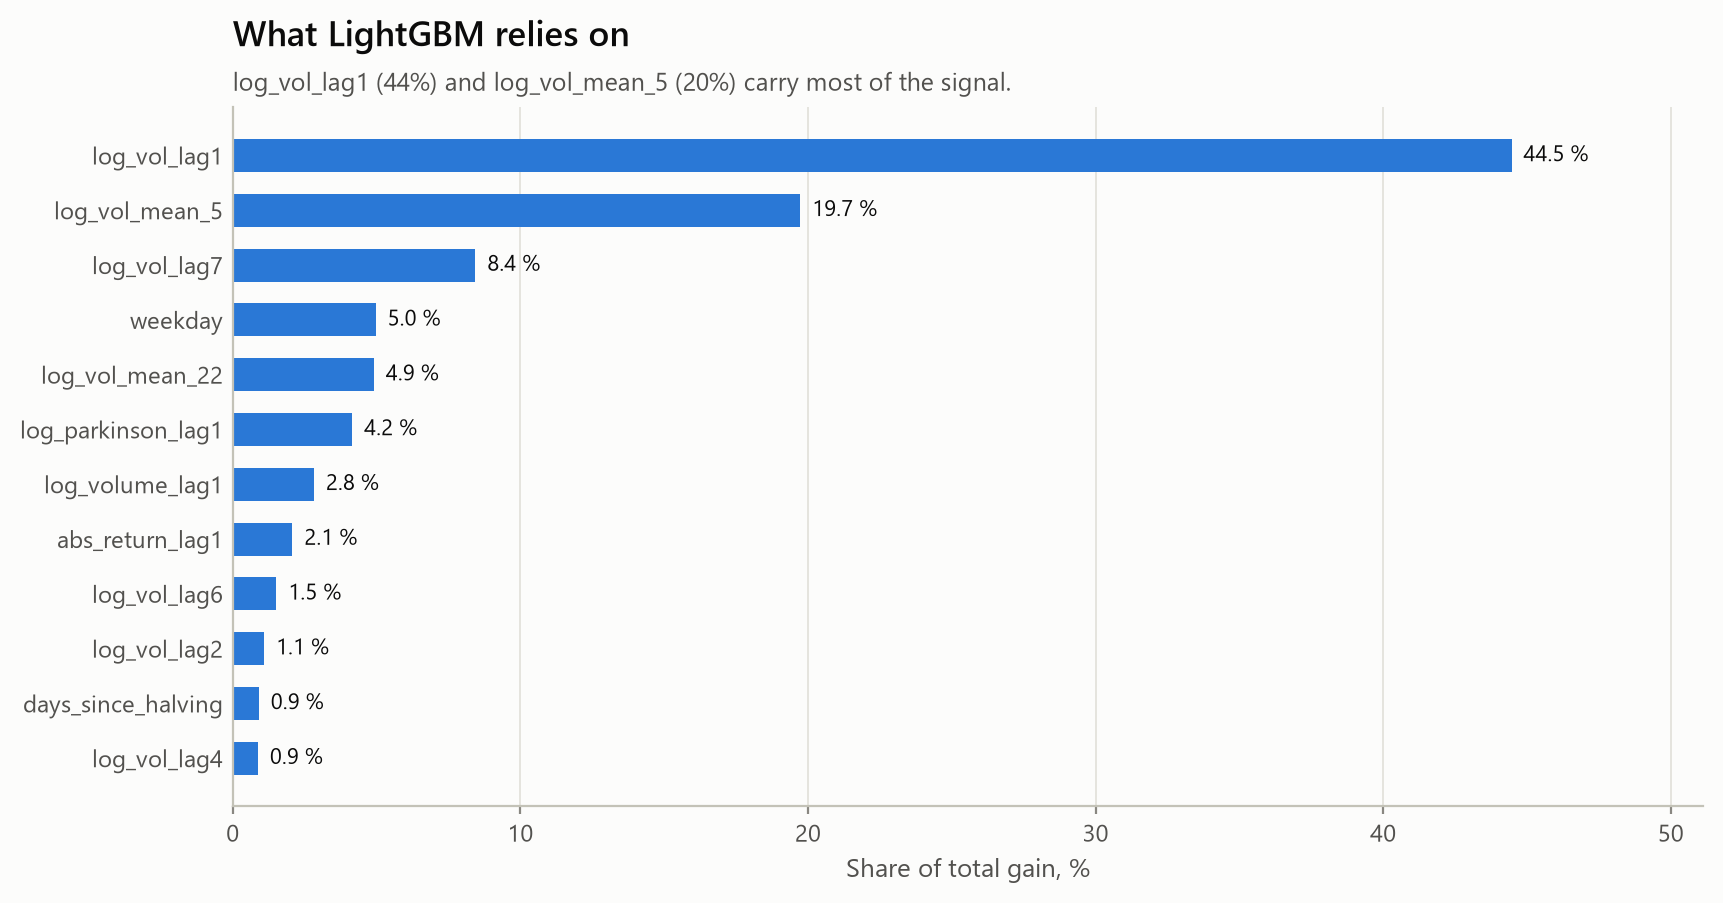 What LightGBM relies on
log_vol_lag1 (44%) and log_vol_mean_5 (20%) carry most of the signal.
log_vol_lag1 44.5 %
log_vol_mean_5 19.7 %
log_vol_lag7 8.4 %
weekday 5.0 %
log_vol_mean_22 4.9 %
log_parkinson_lag1 4.2 %
log_volume_lag1 2.8 %
abs_return_lag1 2.1 %
log_vol_lag6 1.5 %
log_vol_lag2 1.1 %
days_since_halving 0.9 %
log_vol_lag4 0.9 %
0 10 20 30 40 50
Share of total gain, %